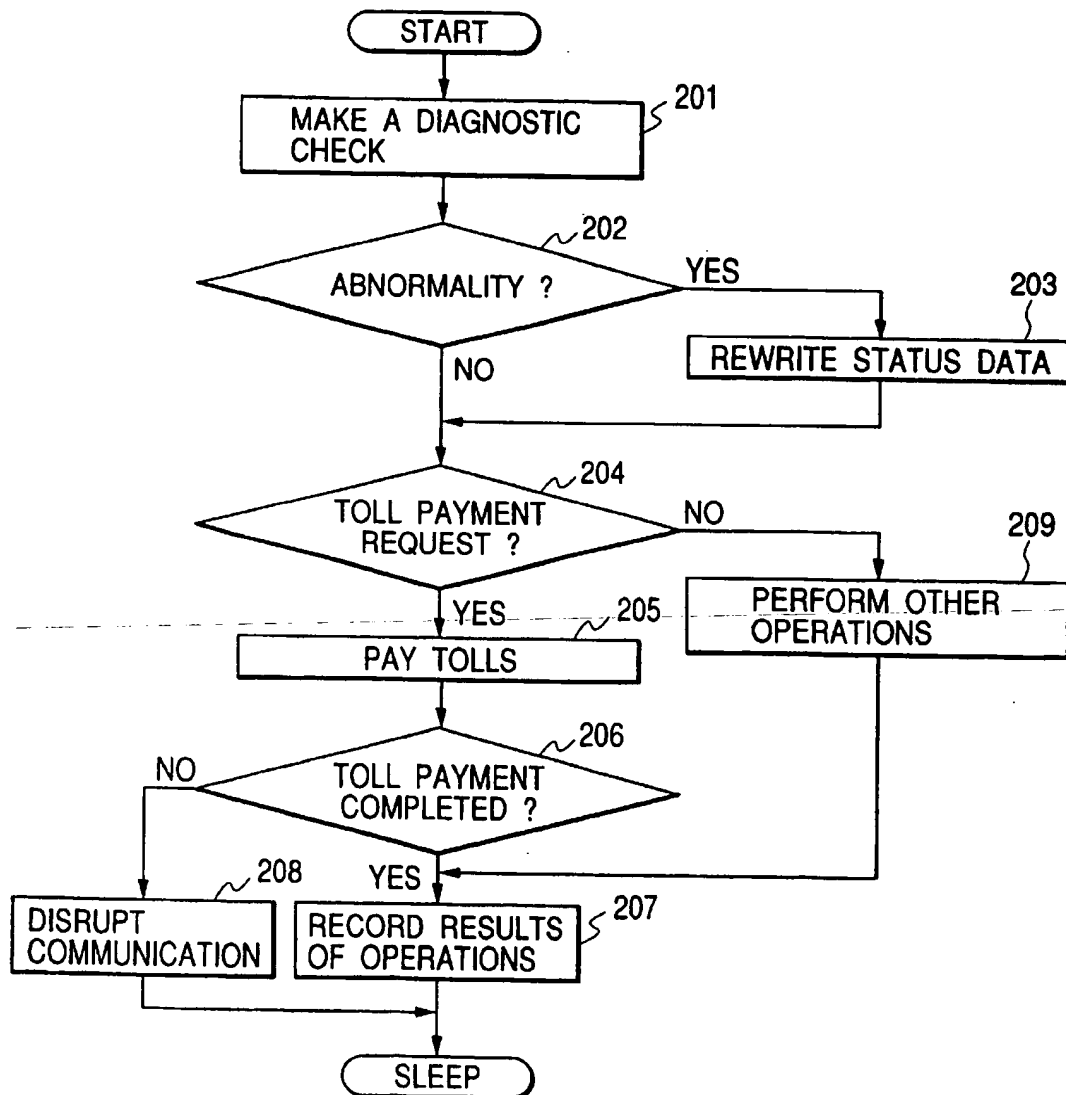 START
201
MAKE A DIAGNOSTIC
CHECK
202
ABNORMALITY ?
YES
203
REWRITE STATUS DATA
NO
204
TOLL PAYMENT
REQUEST ?
NO
209
PERFORM OTHER
OPERATIONS
YES
205
PAY TOLLS
206
NO
TOLL PAYMENT
COMPLETED ?
208
YES
207
DISRUPT
COMMUNICATION
RECORD RESULTS
OF OPERATIONS
SLEEP